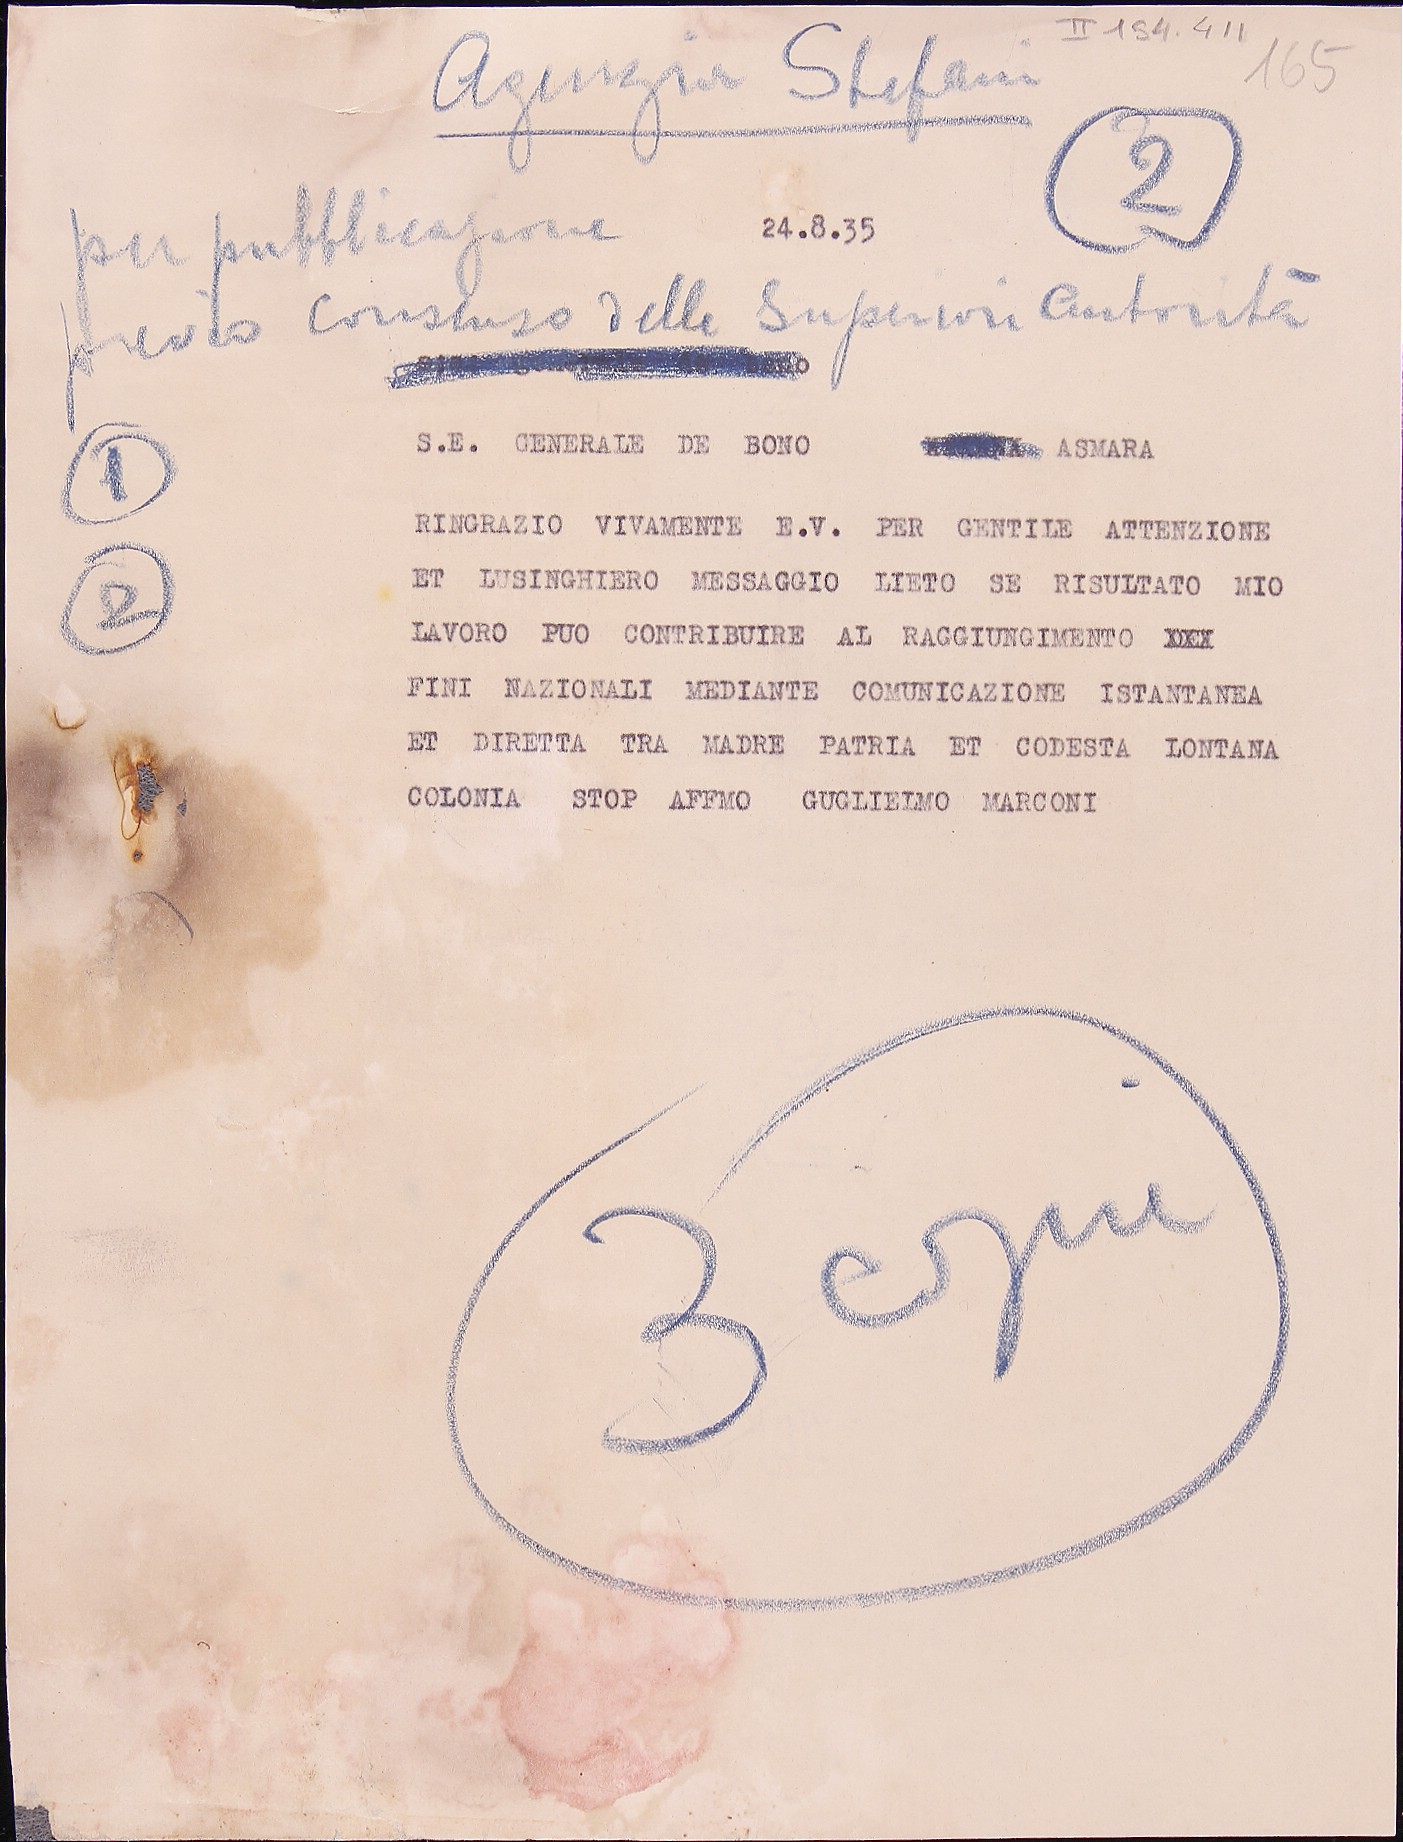 II 194.411
165
Agenzia Stefani
2
per pubblicazione
24.8.35
previo consenso delle Superiori Autorità
1
S.E. GENERALE DE BONO ASMARA
2
RINGRAZIO VIVAMENTE E.V. PER GENTILE ATTENZIONE
ET LUSINGHIERO MESSAGGIO LIETO SE RISULTATO MIO
LAVORO PUO CONTRIBUIRE AL RAGGIUNGIMENTO XXX
FINI NAZIONALI MEDIANTE COMUNICAZIONE ISTANTANEA
ET DIRETTA TRA MADRE PATRIA ET CODESTA LONTANA
COLONIA STOP AFFMO GUGLIELMO MARCONI
3 copie